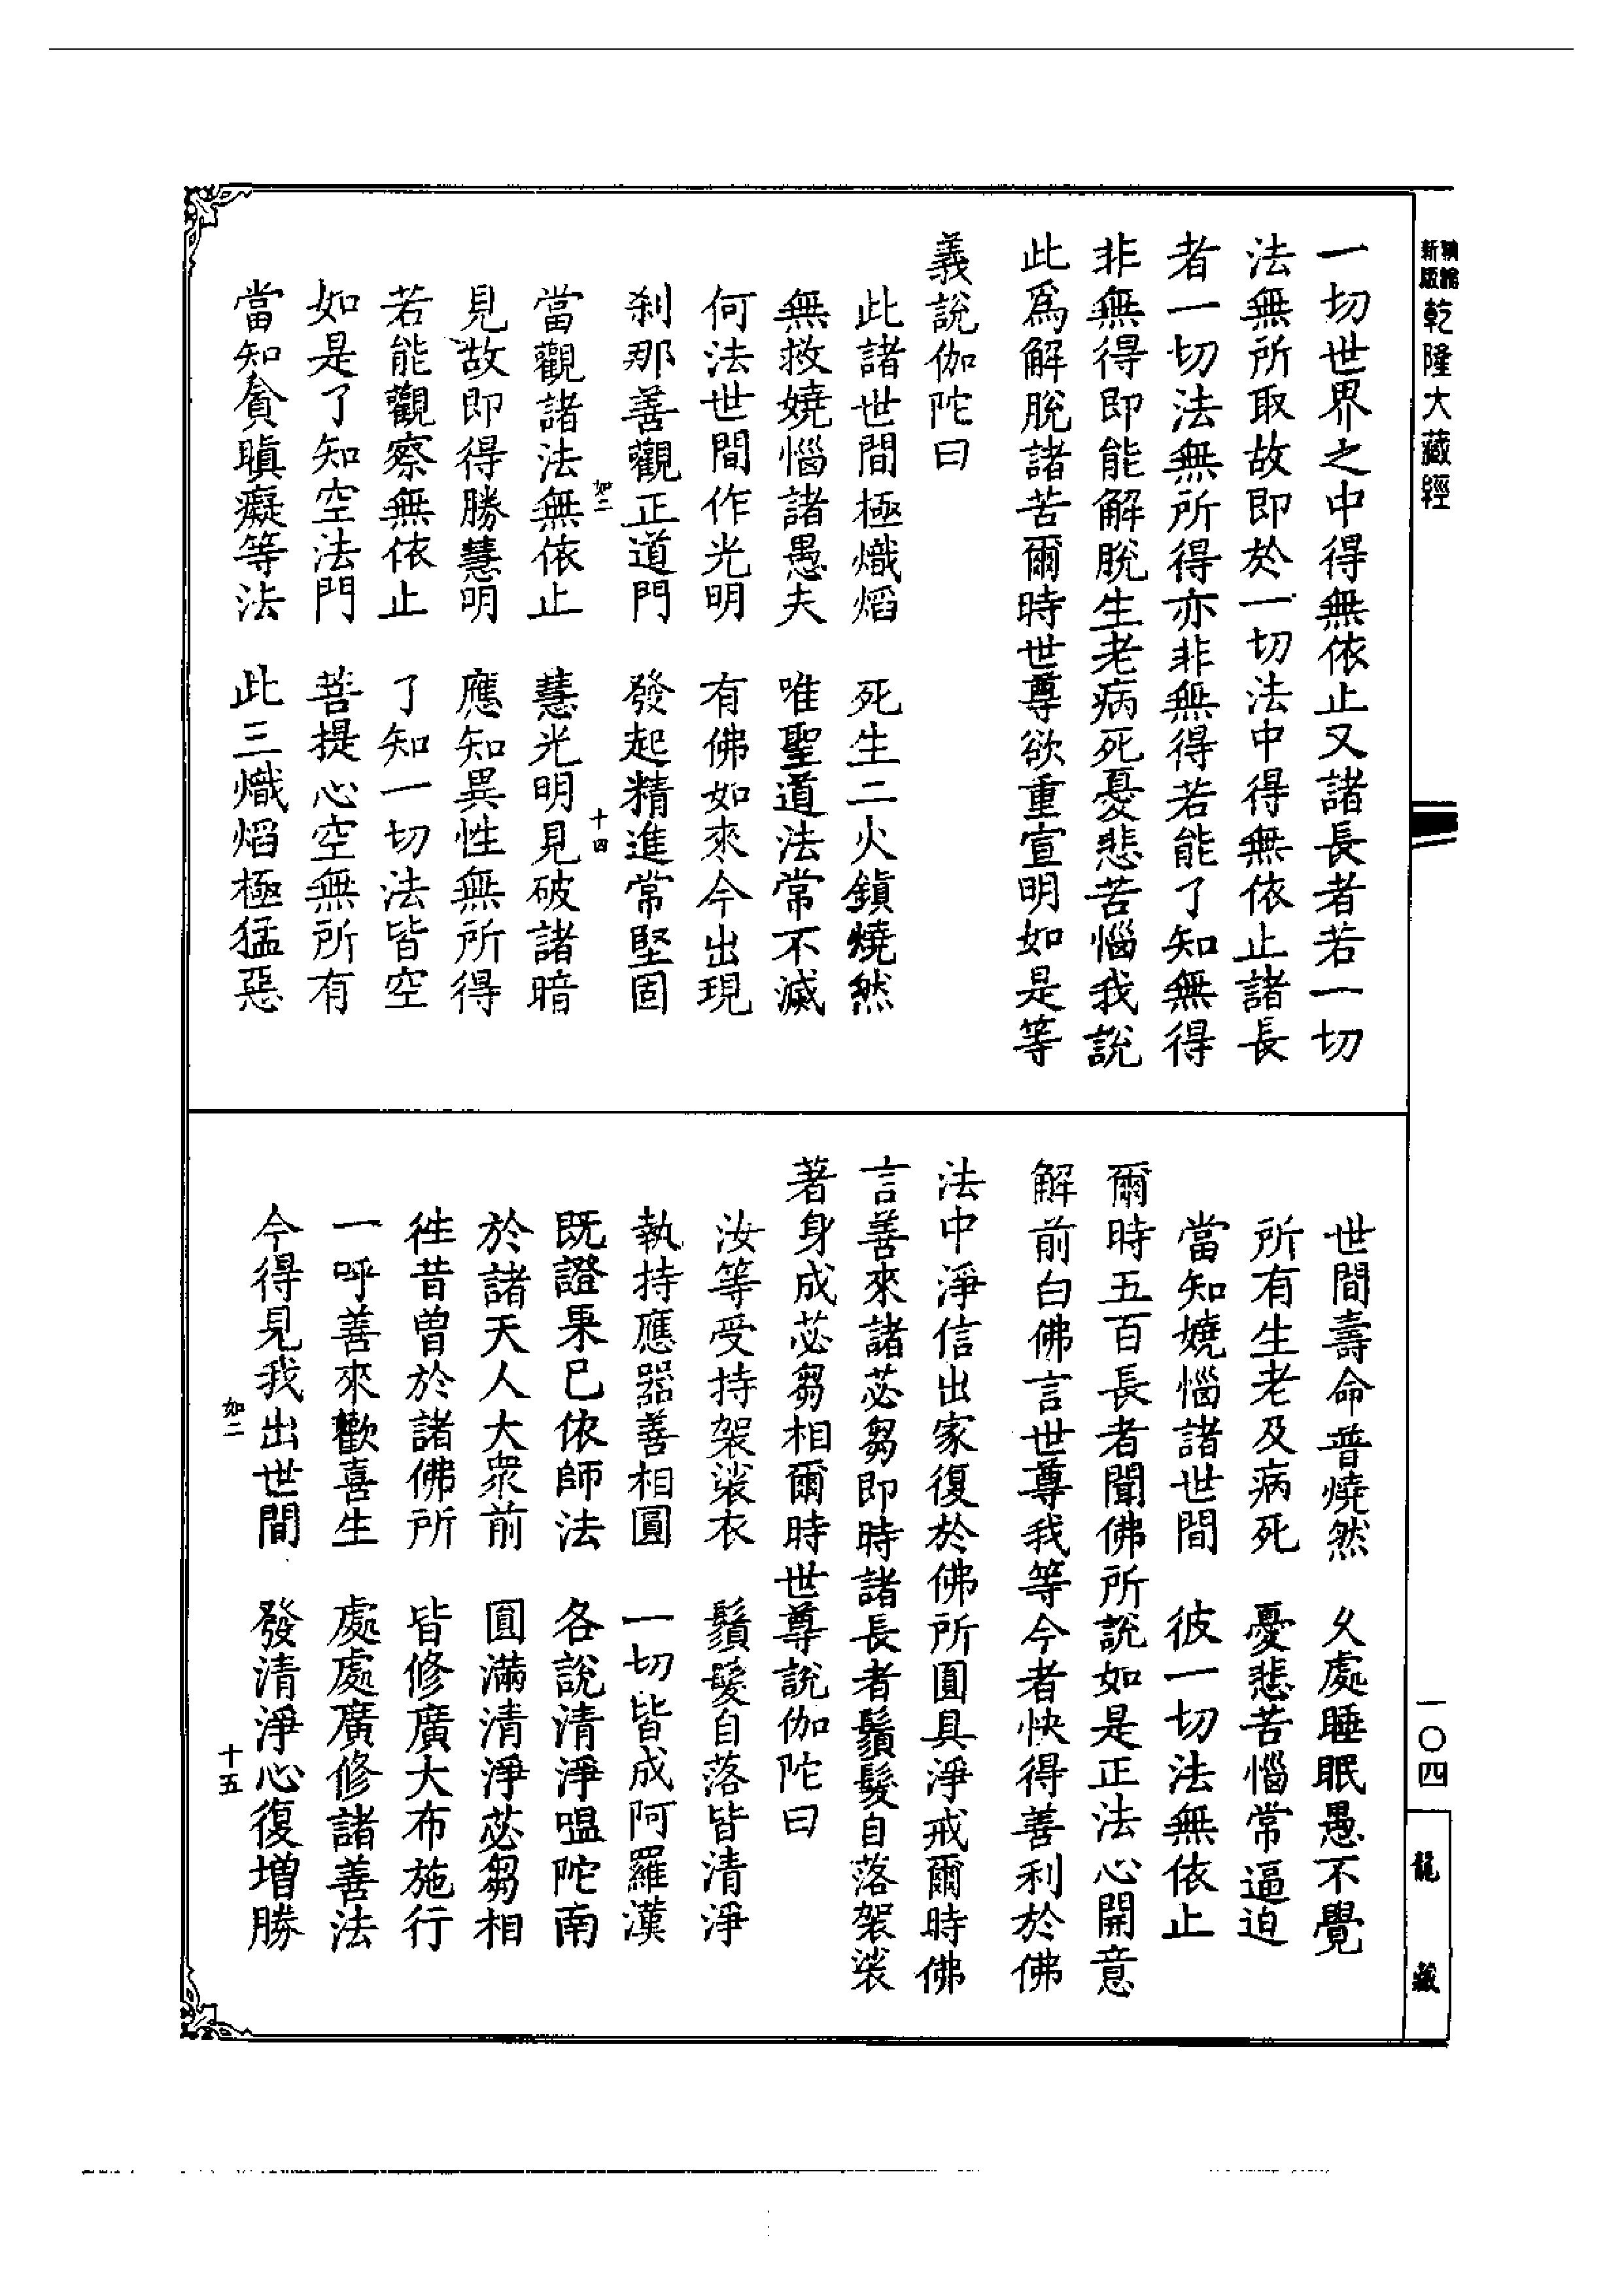 新版乾隆大藏經
一切世界之中得無依止又諸長者若一切
法無所取故即於一切法中得無依止諸長
者一切法無所得亦非無得若能了知無得
非無得即能解脫生老病死憂悲苦惱我說
此為解脫諸苦爾時世尊欲重宣明如是等
義說伽陀曰
此諸世間極熾熖 死生二火鎮燒然
無救嬈惱諸愚夫 唯聖道法常不滅
何法世間作光明 有佛如來今出現
刹那善觀正道門 發起精進常堅固
如二 十四
當觀諸法無依止 慧光明見破諸暗
見故即得勝慧明 應知異性無所得
若能觀察無依止 了知一切法皆空
如是了知空法門 菩提心空無所有
當知貪瞋癡等法 此三熾熖極猛惡
世間壽命普燒然 久處睡眠愚不覺
所有生老及病死 憂悲苦惱常逼迫
當知嬈惱諸世間 彼一切法無依止
爾時五百長者聞佛所說如是正法心開意
解前白佛言世尊我等今者快得善利於佛
法中淨信出家復於佛所圓具淨戒爾時佛
言善來諸苾芻即時諸長者鬚髮自落袈裟
著身成苾芻相爾時世尊說伽陀曰
汝等受持袈裟衣 鬚髮自落皆清淨
執持應器善相圓 一切皆成阿羅漢
既證果已依師法 各說清淨嗢陀南
於諸天人大眾前 圓滿清淨苾芻相
往昔曾於諸佛所 皆修廣大布施行
一呼善來歡喜生 處處廣修諸善法
今得見我出世間 發清淨心復增勝
如二 十五
一〇四
龍藏